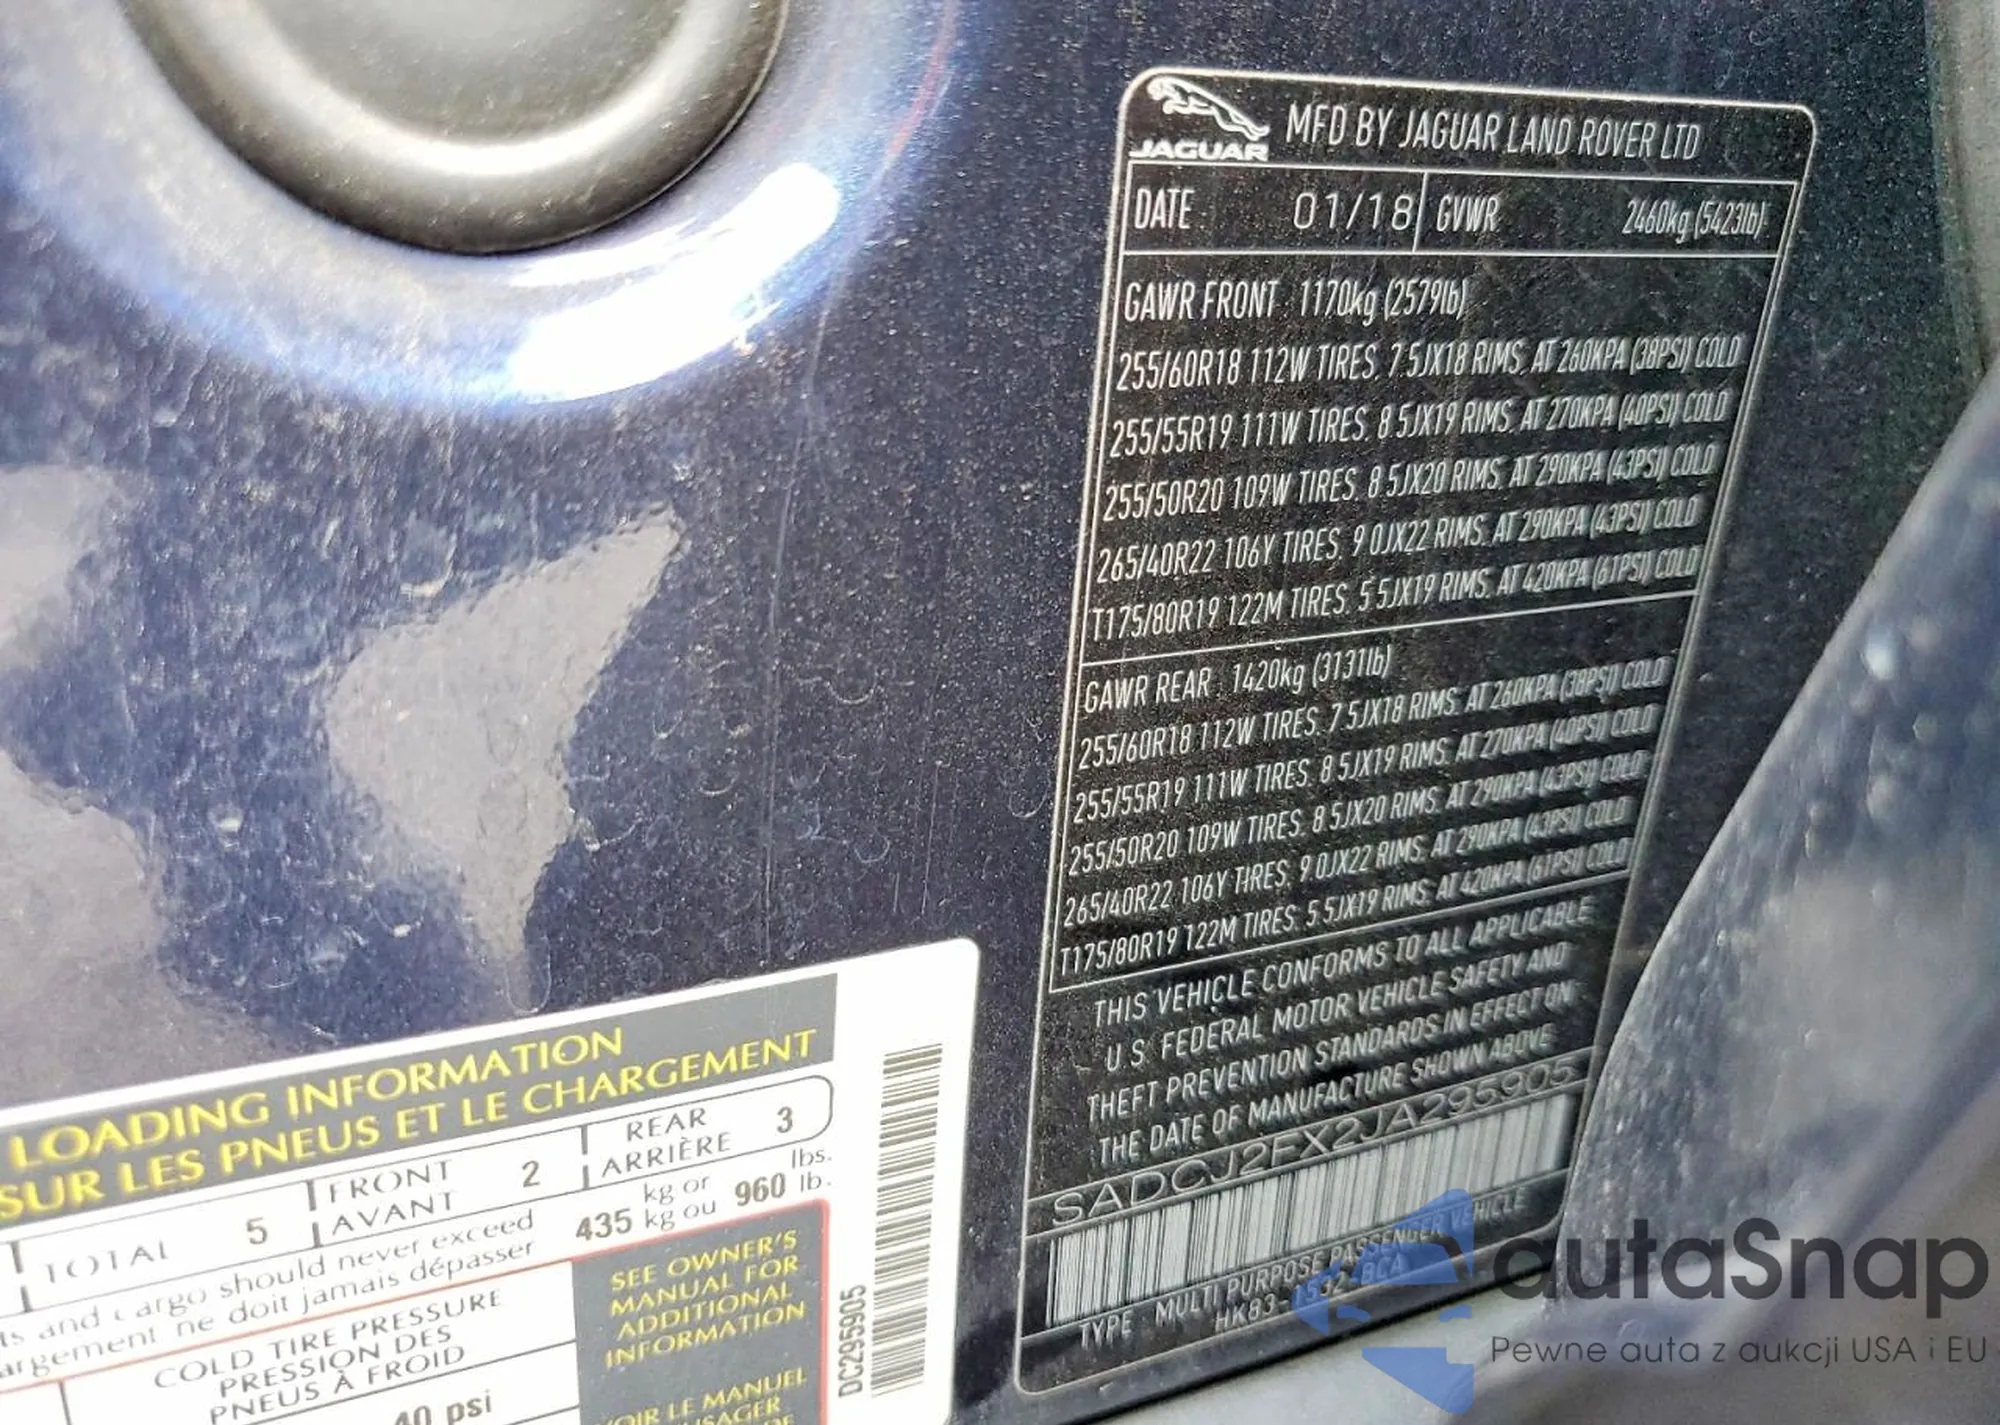 JAGUAR
MFD BY JAGUAR LAND ROVER LTD
DATE : 01/18 GVWR 2460kg (5423lb)
GAWR FRONT : 1170kg (2579lb)
255/60R18 112W TIRES, 7.5JX18 RIMS, AT 260KPA (38PSI) COLD
255/55R19 111W TIRES, 8.5JX19 RIMS, AT 270KPA (40PSI) COLD
255/50R20 109W TIRES, 8.5JX20 RIMS, AT 290KPA (43PSI) COLD
265/40R22 106Y TIRES, 9.0JX22 RIMS, AT 290KPA (43PSI) COLD
T175/80R19 122M TIRES, 5.5JX19 RIMS, AT 420KPA (61PSI) COLD
GAWR REAR : 1420kg (3131lb)
255/60R18 112W TIRES, 7.5JX18 RIMS, AT 260KPA (38PSI) COLD
255/55R19 111W TIRES, 8.5JX19 RIMS, AT 270KPA (40PSI) COLD
255/50R20 109W TIRES, 8.5JX20 RIMS, AT 290KPA (43PSI) COLD
265/40R22 106Y TIRES, 9.0JX22 RIMS, AT 290KPA (43PSI) COLD
T175/80R19 122M TIRES, 5.5JX19 RIMS, AT 420KPA (61PSI) COLD
THIS VEHICLE CONFORMS TO ALL APPLICABLE
U.S. FEDERAL MOTOR VEHICLE SAFETY AND
THEFT PREVENTION STANDARDS IN EFFECT ON
THE DATE OF MANUFACTURE SHOWN ABOVE
SADCJ2FX2JA295905
TYPE : MULTI PURPOSE PASSENGER VEHICLE
LOADING INFORMATION
SUR LES PNEUS ET LE CHARGEMENT
TOTAL 5 FRONT AVANT 2 REAR ARRIÈRE 3
and cargo should never exceed 435 kg or 960 lbs.
ne doit jamais dépasser kg ou lb.
COLD TIRE PRESSURE
PRESSION DES
PNEUS À FROID
40 psi
SEE OWNER'S
MANUAL FOR
ADDITIONAL
INFORMATION
VOIR LE MANUEL
DC295905
autaSnap
Pewne auta z aukcji USA i EU